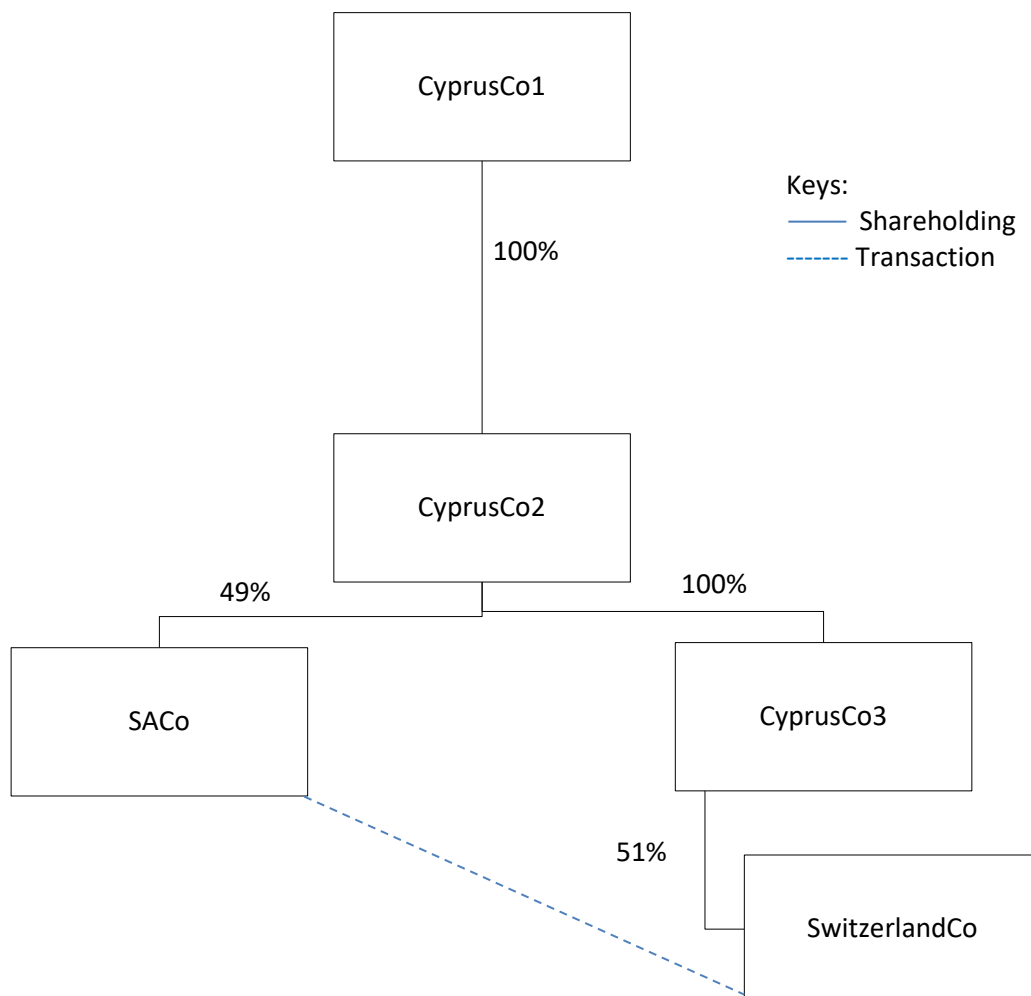 CyprusCo1
Keys:
Shareholding
Transaction
100%
CyprusCo2
49%
100%
SACo
CyprusCo3
51%
SwitzerlandCo